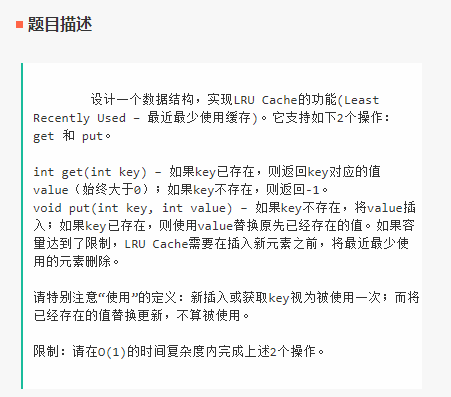 题目描述
设计一个数据结构，实现LRU Cache的功能(Least
Recently Used – 最近最少使用缓存)。它支持如下2个操作：
get 和 put。
int get(int key) – 如果key已存在，则返回key对应的值
value（始终大于0）；如果key不存在，则返回-1。
void put(int key, int value) – 如果key不存在，将value插
入；如果key已存在，则使用value替换原先已经存在的值。如果容
量达到了限制，LRU Cache需要在插入新元素之前，将最近最少使
用的元素删除。
请特别注意“使用”的定义：新插入或获取key视为被使用一次；而将
已经存在的值替换更新，不算被使用。
限制：请在O(1)的时间复杂度内完成上述2个操作。